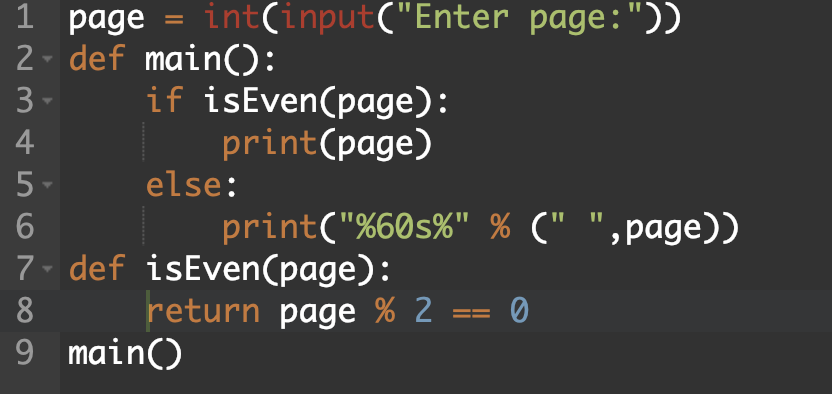 1 page = int(input("Enter page:"))
2 def main():
3     if isEven(page):
4         print(page)
5     else:
6         print("%60s%" % (" ",page))
7 def isEven(page):
8     return page % 2 == 0
9 main()